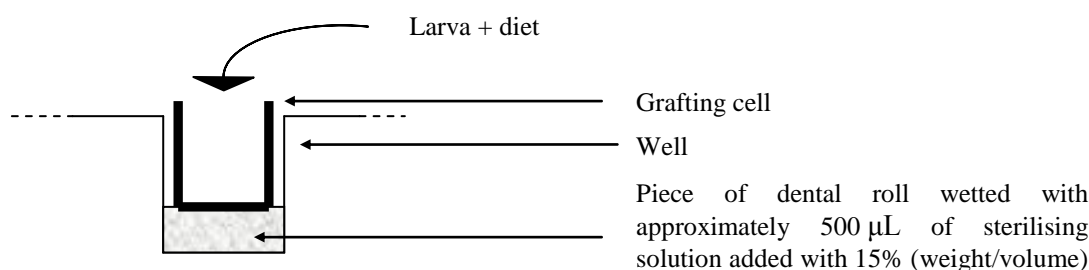 Larva + diet
Grafting cell
Well
Piece of dental roll wetted with
approximately 500 µL of sterilising
solution added with 15% (weight/volume)